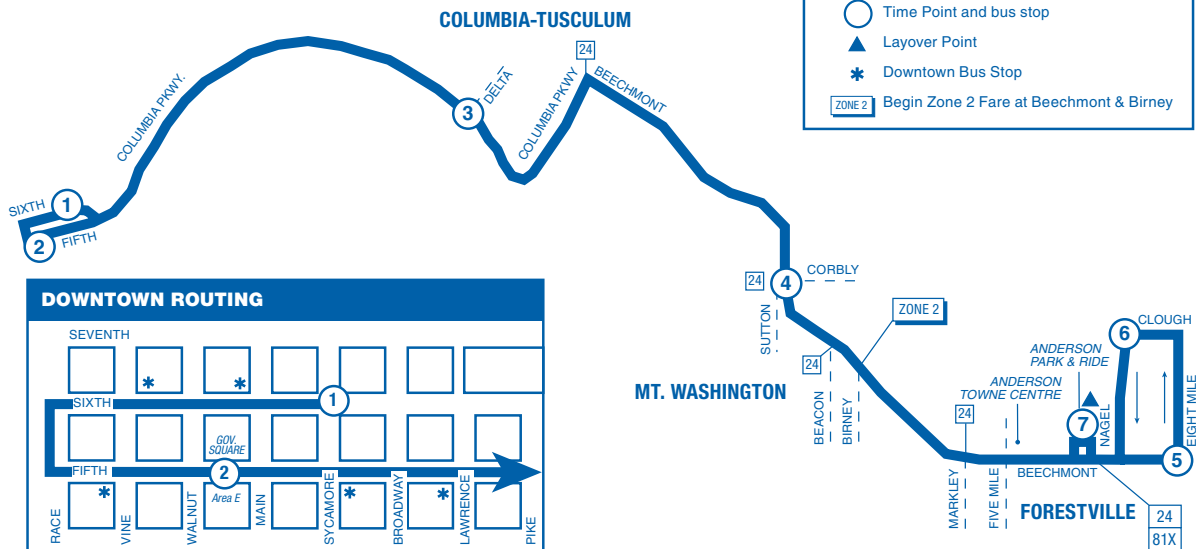 COLUMBIA-TUSCULUM
24
COLUMBIA PKWY.
DELTA
3
COLUMBIA PKWY
BEECHMONT
Time Point and bus stop
Layover Point
* Downtown Bus Stop
ZONE 2 Begin Zone 2 Fare at Beechmont & Birney
SIXTH
1
2
FIFTH
24
4
CORBLY
SUTTON
ZONE 2
24
MT. WASHINGTON
BEACON
BIRNEY
6
CLOUGH
ANDERSON
PARK & RIDE
ANDERSON
TOWNE CENTRE
24
7
NAGEL
EIGHT MILE
5
BEECHMONT
MARKLEY
FIVE MILE
FORESTVILLE
24
81X
DOWNTOWN ROUTING
SEVENTH
*
*
SIXTH
1
GOV.
SQUARE
FIFTH
2
Area E
*
*
*
RACE
VINE
WALNUT
MAIN
SYCAMORE
BROADWAY
LAWRENCE
PIKE